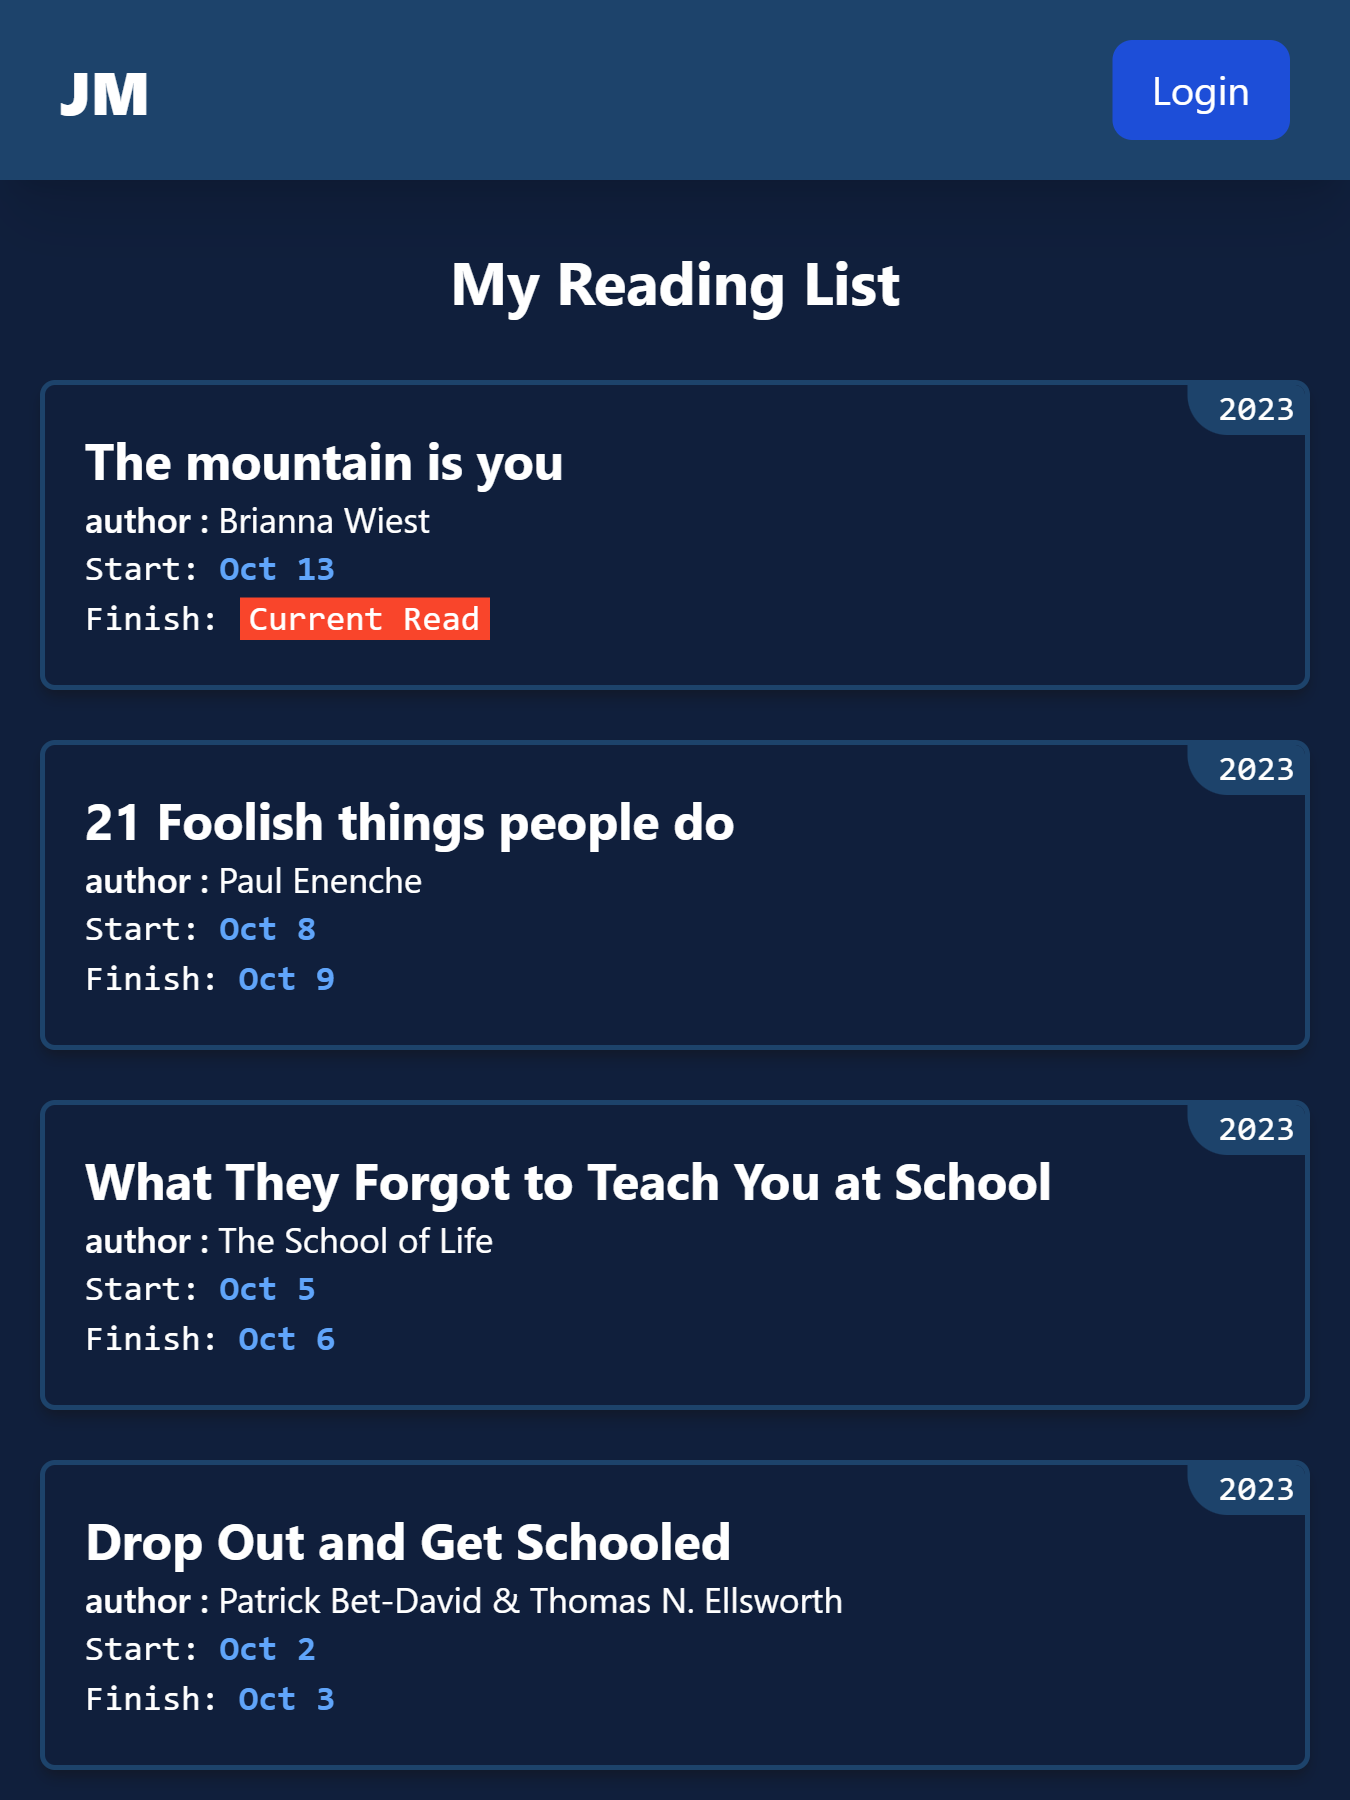 JM
Login
My Reading List
2023
The mountain is you
author : Brianna Wiest
Start: Oct 13
Finish: Current Read
2023
21 Foolish things people do
author : Paul Enenche
Start: Oct 8
Finish: Oct 9
2023
What They Forgot to Teach You at School
author : The School of Life
Start: Oct 5
Finish: Oct 6
2023
Drop Out and Get Schooled
author : Patrick Bet-David & Thomas N. Ellsworth
Start: Oct 2
Finish: Oct 3